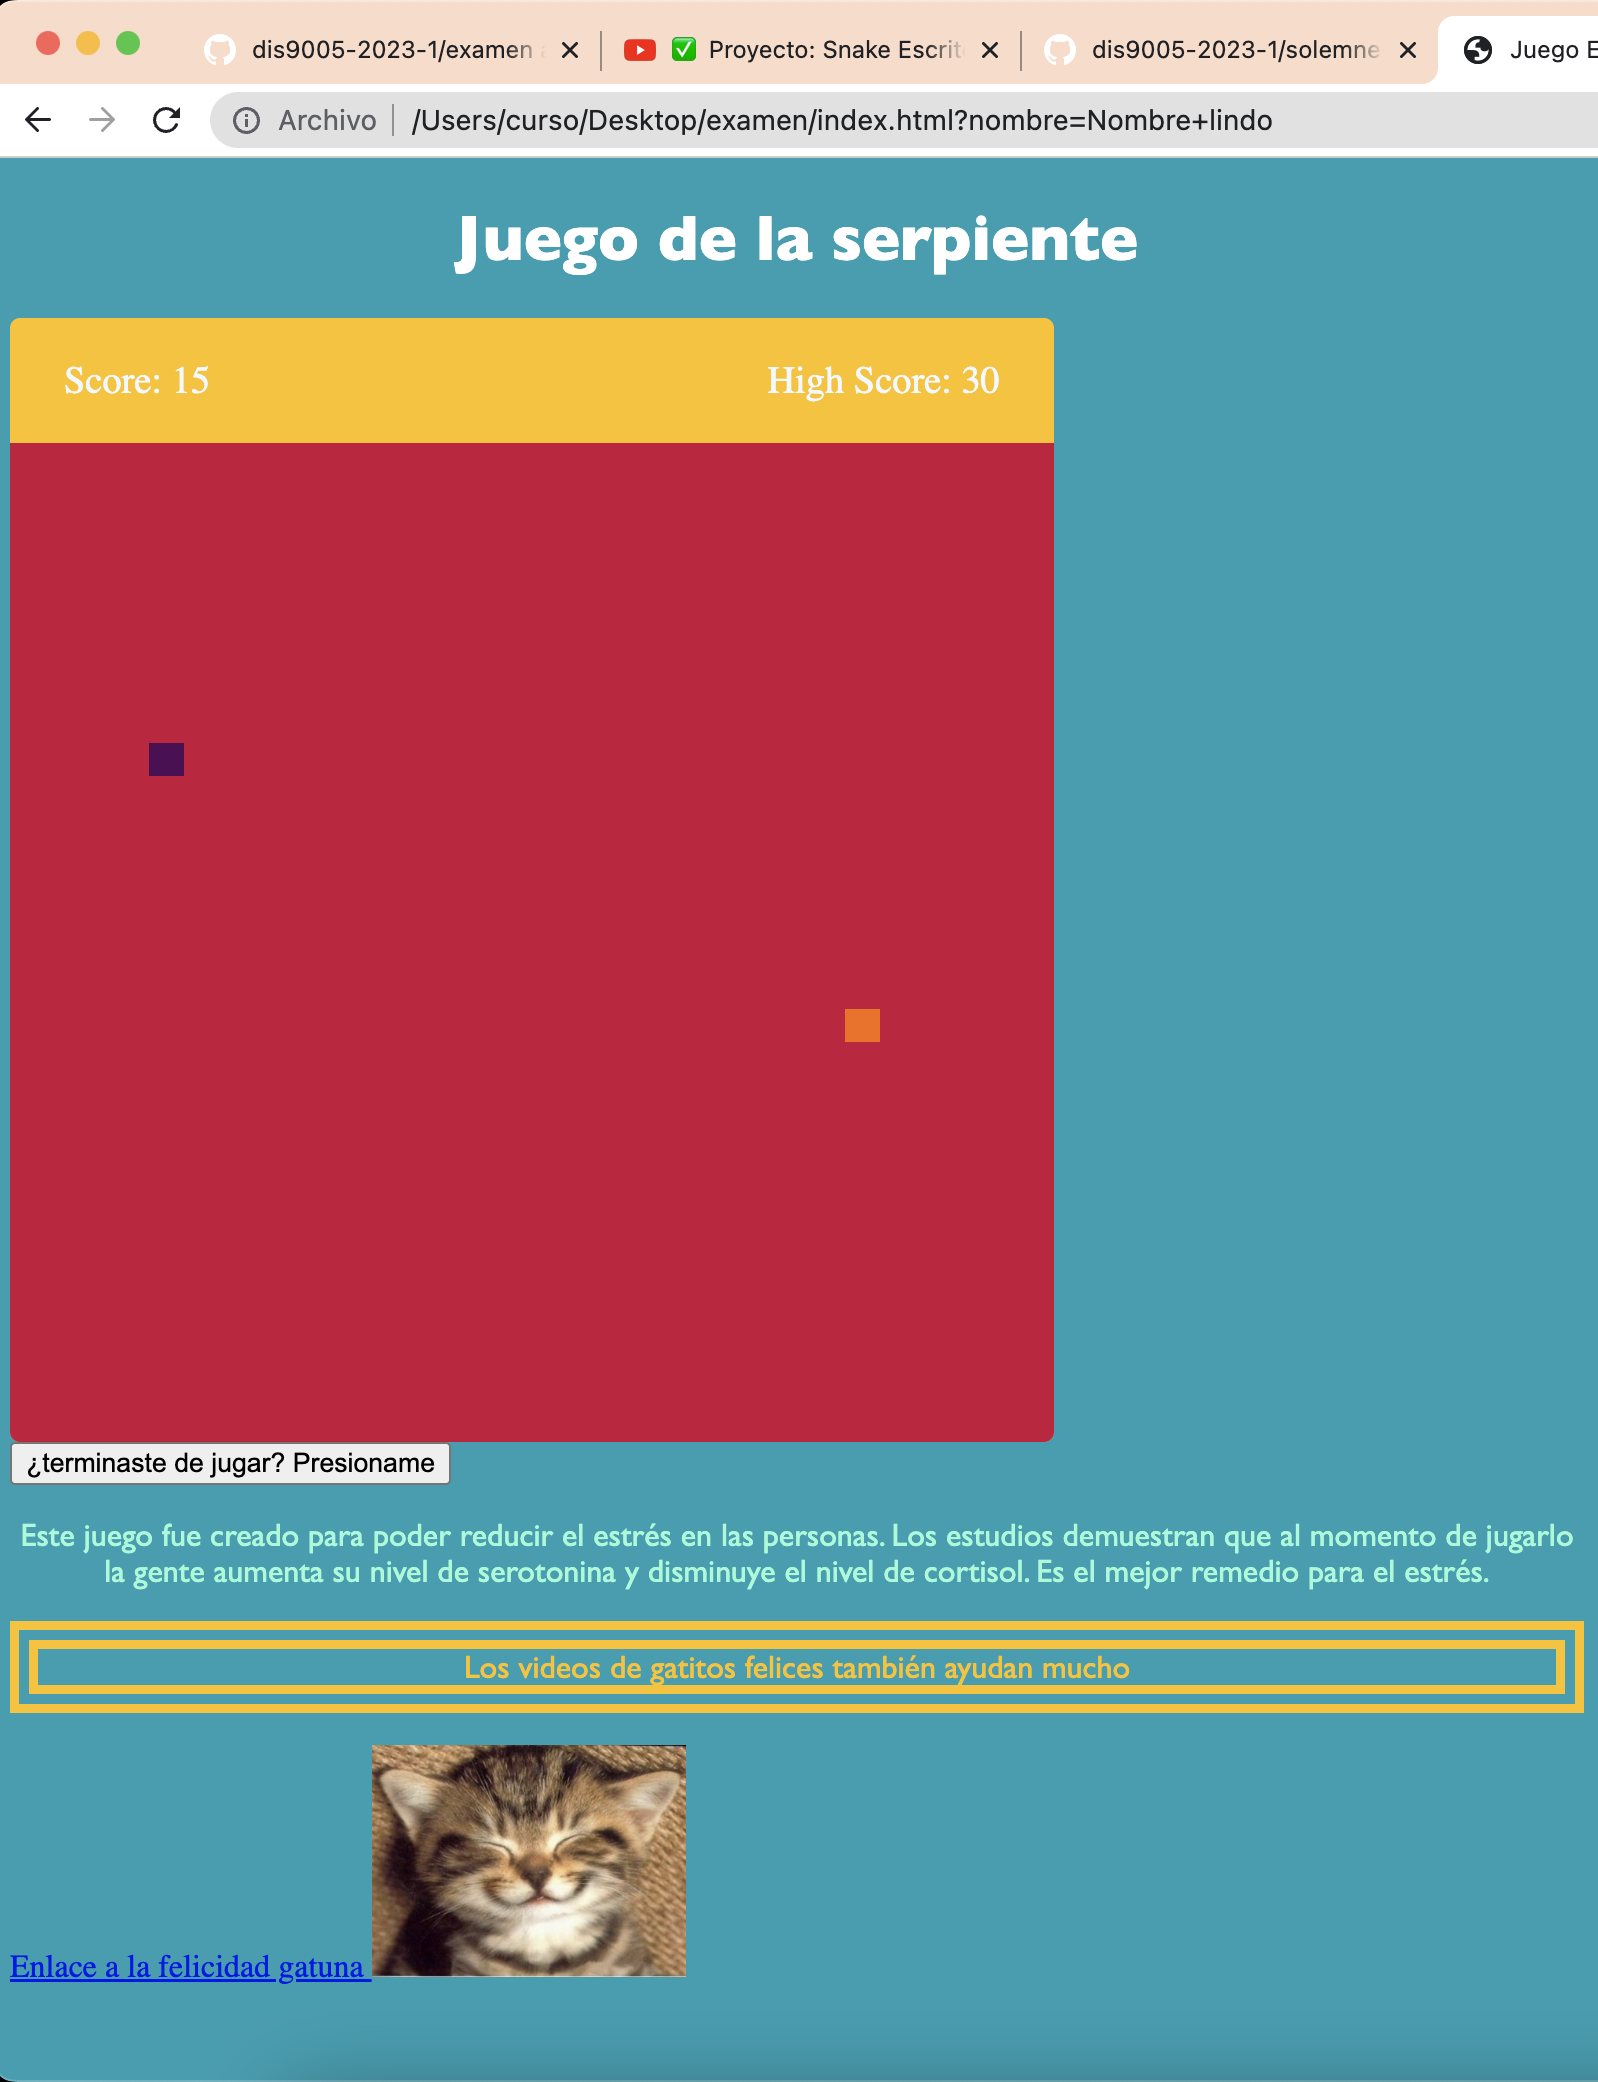 dis9005-2023-1/examen
✅ Proyecto: Snake Escrit
dis9005-2023-1/solemne
Juego E
Archivo | /Users/curso/Desktop/examen/index.html?nombre=Nombre+lindo
Juego de la serpiente
Score: 15
High Score: 30
¿terminaste de jugar? Presioname
Este juego fue creado para poder reducir el estrés en las personas. Los estudios demuestran que al momento de jugarlo
la gente aumenta su nivel de serotonina y disminuye el nivel de cortisol. Es el mejor remedio para el estrés.
Los videos de gatitos felices también ayudan mucho
Enlace a la felicidad gatuna